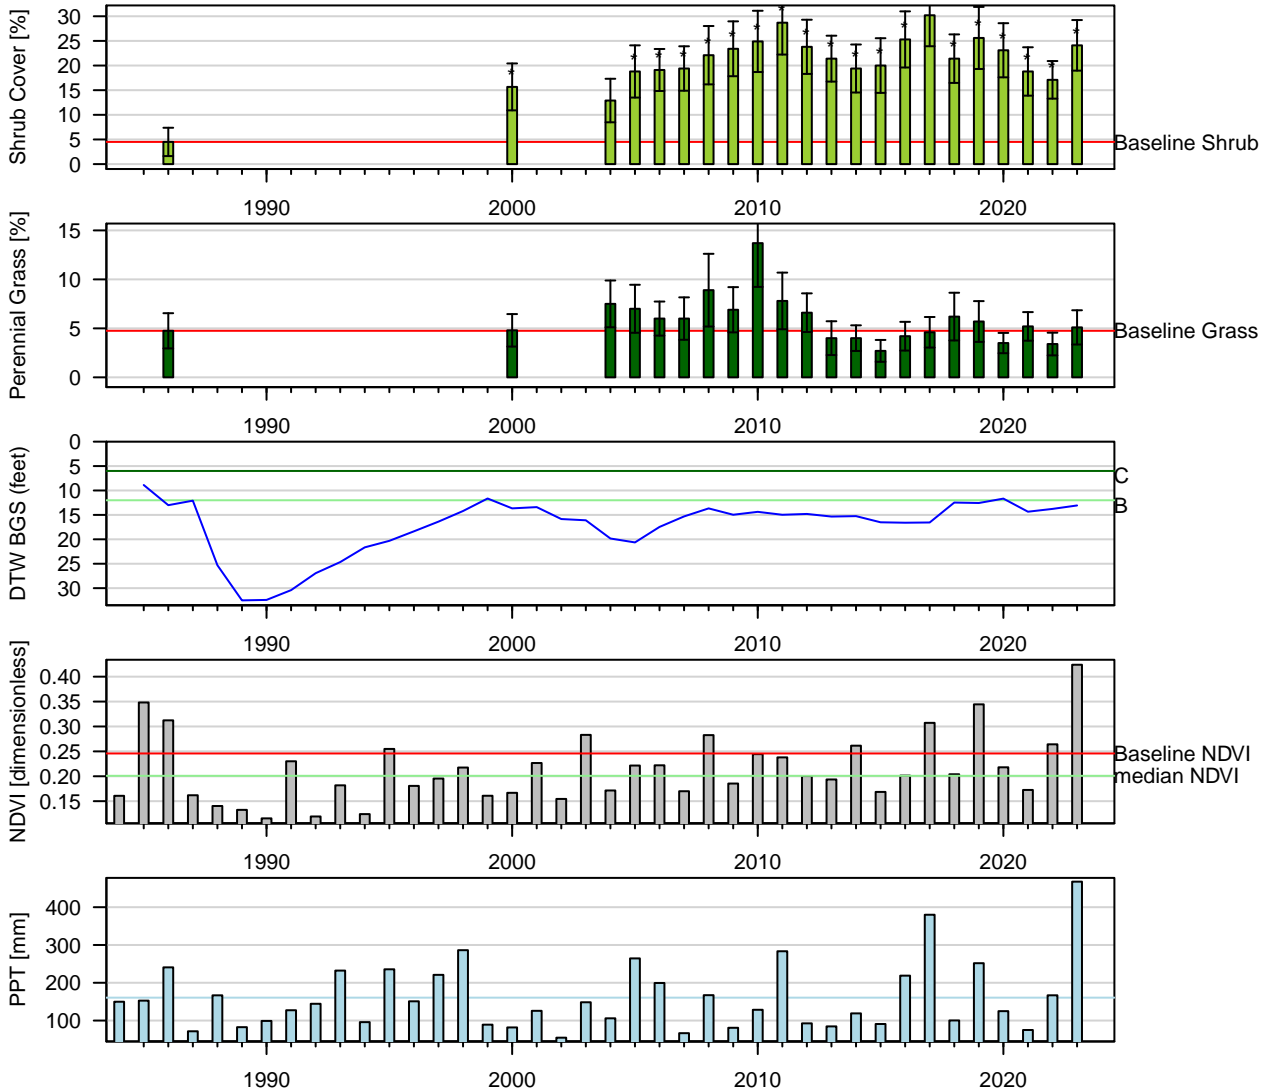 Shrub Cover [%]
30
25
20
15
10
5
0
* * * * * * * * * * * * * * * * * * *
Baseline Shrub
1990 2000 2010 2020
Perennial Grass [%]
15
10
5
0
Baseline Grass
1990 2000 2010 2020
DTW BGS (feet)
0
5
10
15
20
25
30
C
B
1990 2000 2010 2020
NDVI [dimensionless]
0.40
0.35
0.30
0.25
0.20
0.15
Baseline NDVI
median NDVI
1990 2000 2010 2020
PPT [mm]
400
300
200
100
1990 2000 2010 2020